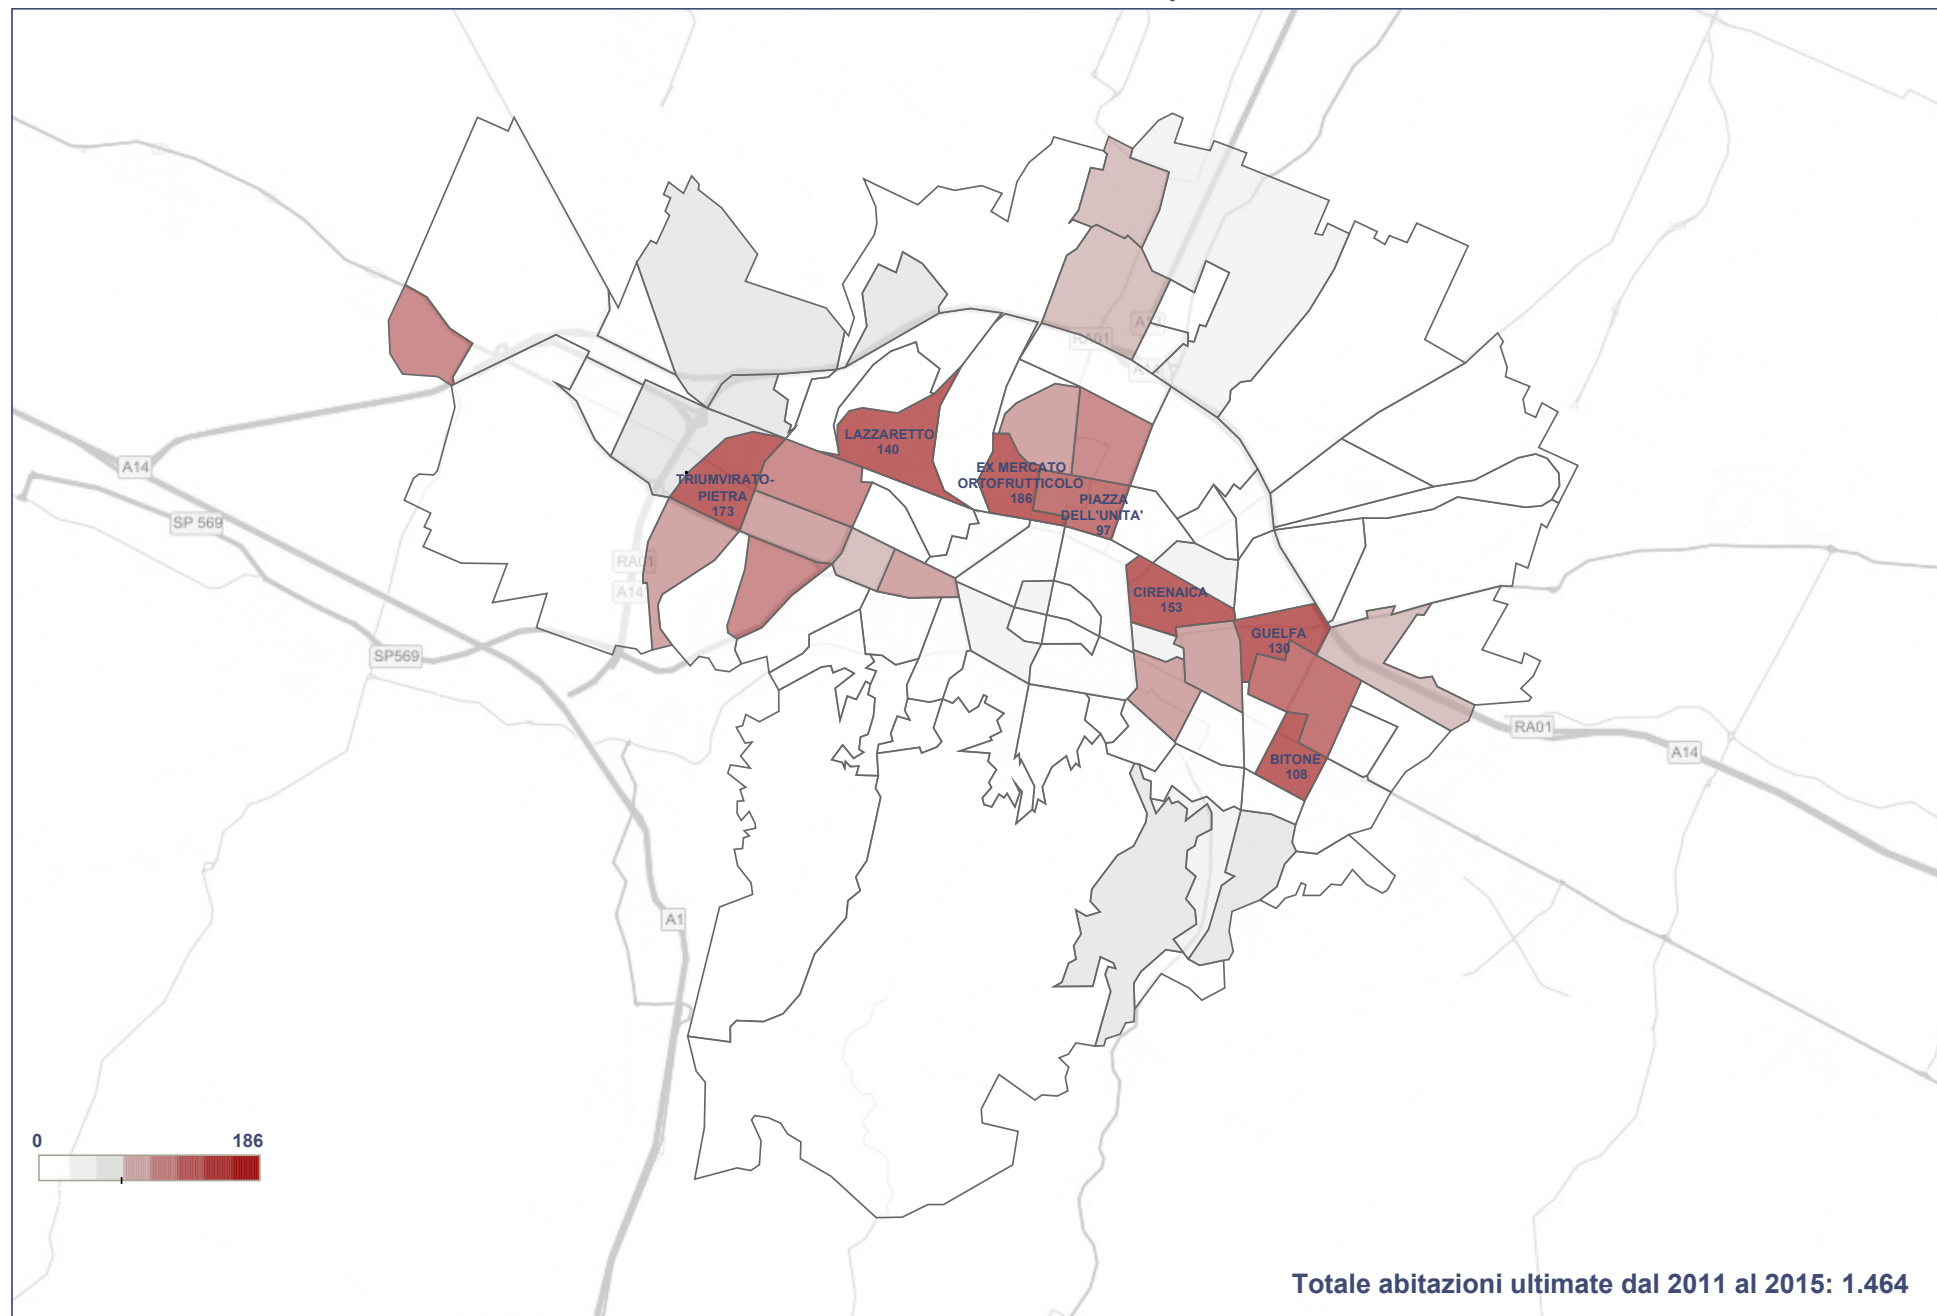 RA01
A13
A14
LAZZARETTO
140
A14
TRIUMVIRATO-
PIETRA
173
EX MERCATO
ORTOFRUTTICOLO
186
PIAZZA
DELL'UNITA'
97
SP 569
RA01
A14
CIRENAICA
153
GUELFA
130
SP569
RA01
A14
BITONE
108
A1
0 186
Totale abitazioni ultimate dal 2011 al 2015: 1.464